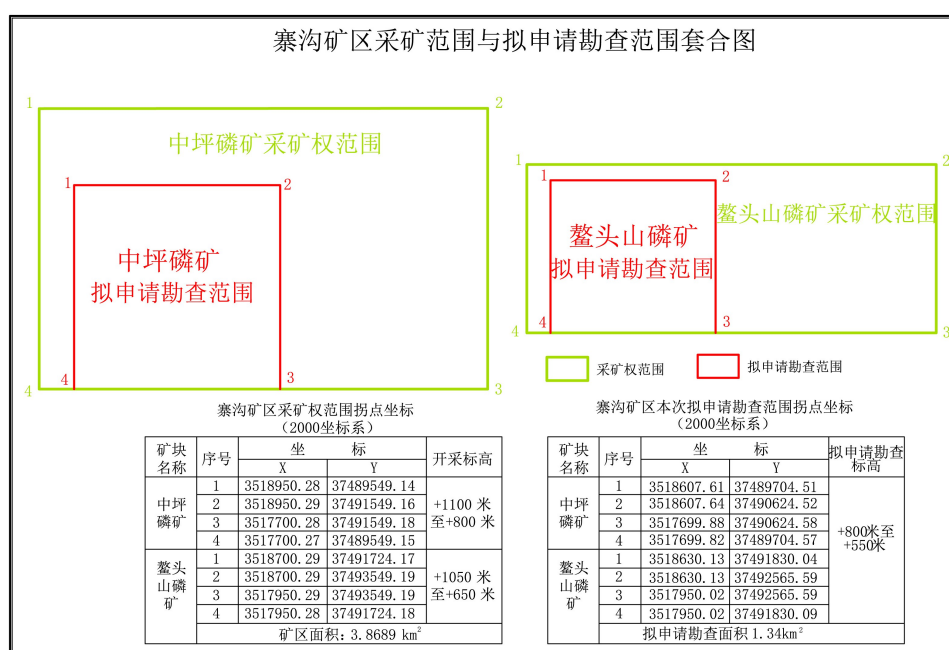 寨沟矿区采矿范围与拟申请勘查范围套合图
1 2
中坪磷矿采矿权范围
1 2
中坪磷矿
拟申请勘查范围
4 3
4 3
1 2
1 2
鳌头山磷矿采矿权范围
鳌头山磷矿
拟申请勘查范围
4 3
4 3
采矿权范围 拟申请勘查范围
寨沟矿区采矿权范围拐点坐标
(2000坐标系)
矿块名称 序号 坐 标 开采标高
X Y
中坪磷矿 1 3518950.28 37489549.14 +1100 米至+800 米
2 3518950.29 37491549.16
3 3517700.28 37491549.18
4 3517700.27 37489549.15
鳌头山磷矿 1 3518700.29 37491724.17 +1050 米至+650 米
2 3518700.29 37493549.19
3 3517950.29 37493549.19
4 3517950.28 37491724.18
矿区面积: 3.8689 km²
寨沟矿区本次拟申请勘查范围拐点坐标
(2000坐标系)
矿块名称 序号 坐 标 拟申请勘查标高
X Y
中坪磷矿 1 3518607.61 37489704.51 +800米至+550米
2 3518607.64 37490624.52
3 3517699.88 37490624.58
4 3517699.82 37489704.57
鳌头山磷矿 1 3518630.13 37491830.04
2 3518630.13 37492565.59
3 3517950.02 37492565.59
4 3517950.02 37491830.09
拟申请勘查面积 1.34km²